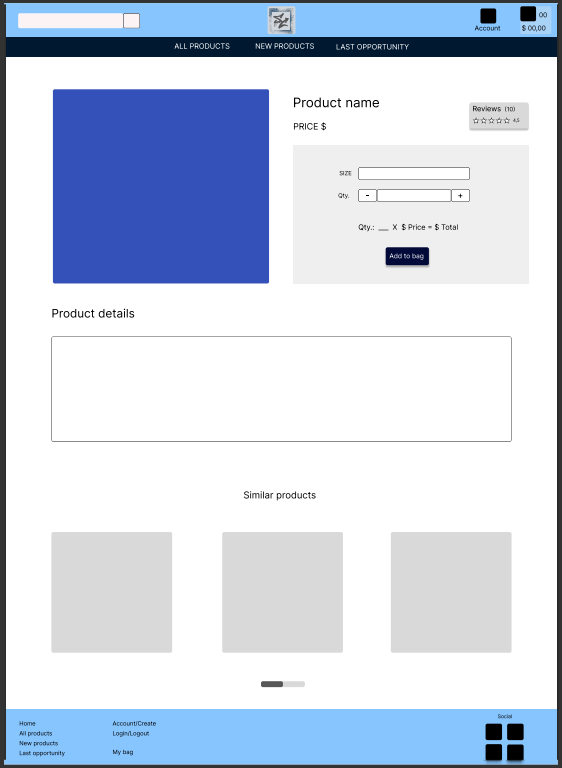 00
Account
$ 00,00
ALL PRODUCTS
NEW PRODUCTS
LAST OPPORTUNITY
Product name
Reviews (10)
4,5
PRICE $
SIZE
Qty.
-
+
Qty.: __ X $ Price = $ Total
Add to bag
Product details
Similar products
Home
All products
New products
Last opportunity
Account/Create
Login/Logout
My bag
Social